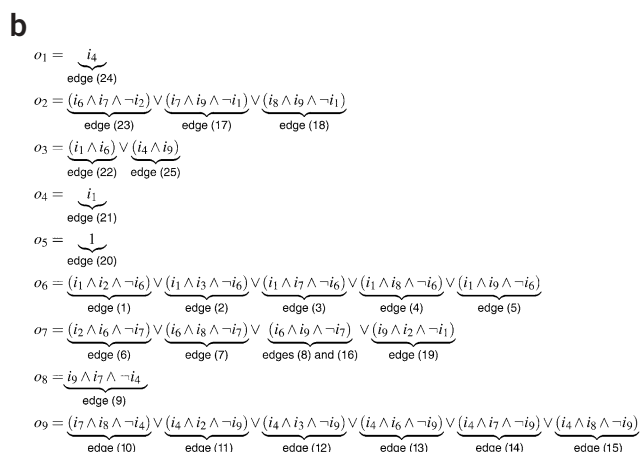 b
o1 = i4
edge (24)
o2 = (i6 ∧ i7 ∧ ¬i2) ∨ (i7 ∧ i9 ∧ ¬i1) ∨ (i8 ∧ i9 ∧ ¬i1)
edge (23) edge (17) edge (18)
o3 = (i1 ∧ i6) ∨ (i4 ∧ i9)
edge (22) edge (25)
o4 = i1
edge (21)
o5 = 1
edge (20)
o6 = (i1 ∧ i2 ∧ ¬i6) ∨ (i1 ∧ i3 ∧ ¬i6) ∨ (i1 ∧ i7 ∧ ¬i6) ∨ (i1 ∧ i8 ∧ ¬i6) ∨ (i1 ∧ i9 ∧ ¬i6)
edge (1) edge (2) edge (3) edge (4) edge (5)
o7 = (i2 ∧ i6 ∧ ¬i7) ∨ (i6 ∧ i8 ∧ ¬i7) ∨ (i6 ∧ i9 ∧ ¬i7) ∨ (i9 ∧ i2 ∧ ¬i1)
edge (6) edge (7) edges (8) and (16) edge (19)
o8 = i9 ∧ i7 ∧ ¬i4
edge (9)
o9 = (i7 ∧ i8 ∧ ¬i4) ∨ (i4 ∧ i2 ∧ ¬i9) ∨ (i4 ∧ i3 ∧ ¬i9) ∨ (i4 ∧ i6 ∧ ¬i9) ∨ (i4 ∧ i7 ∧ ¬i9) ∨ (i4 ∧ i8 ∧ ¬i9)
edge (10) edge (11) edge (12) edge (13) edge (14) edge (15)